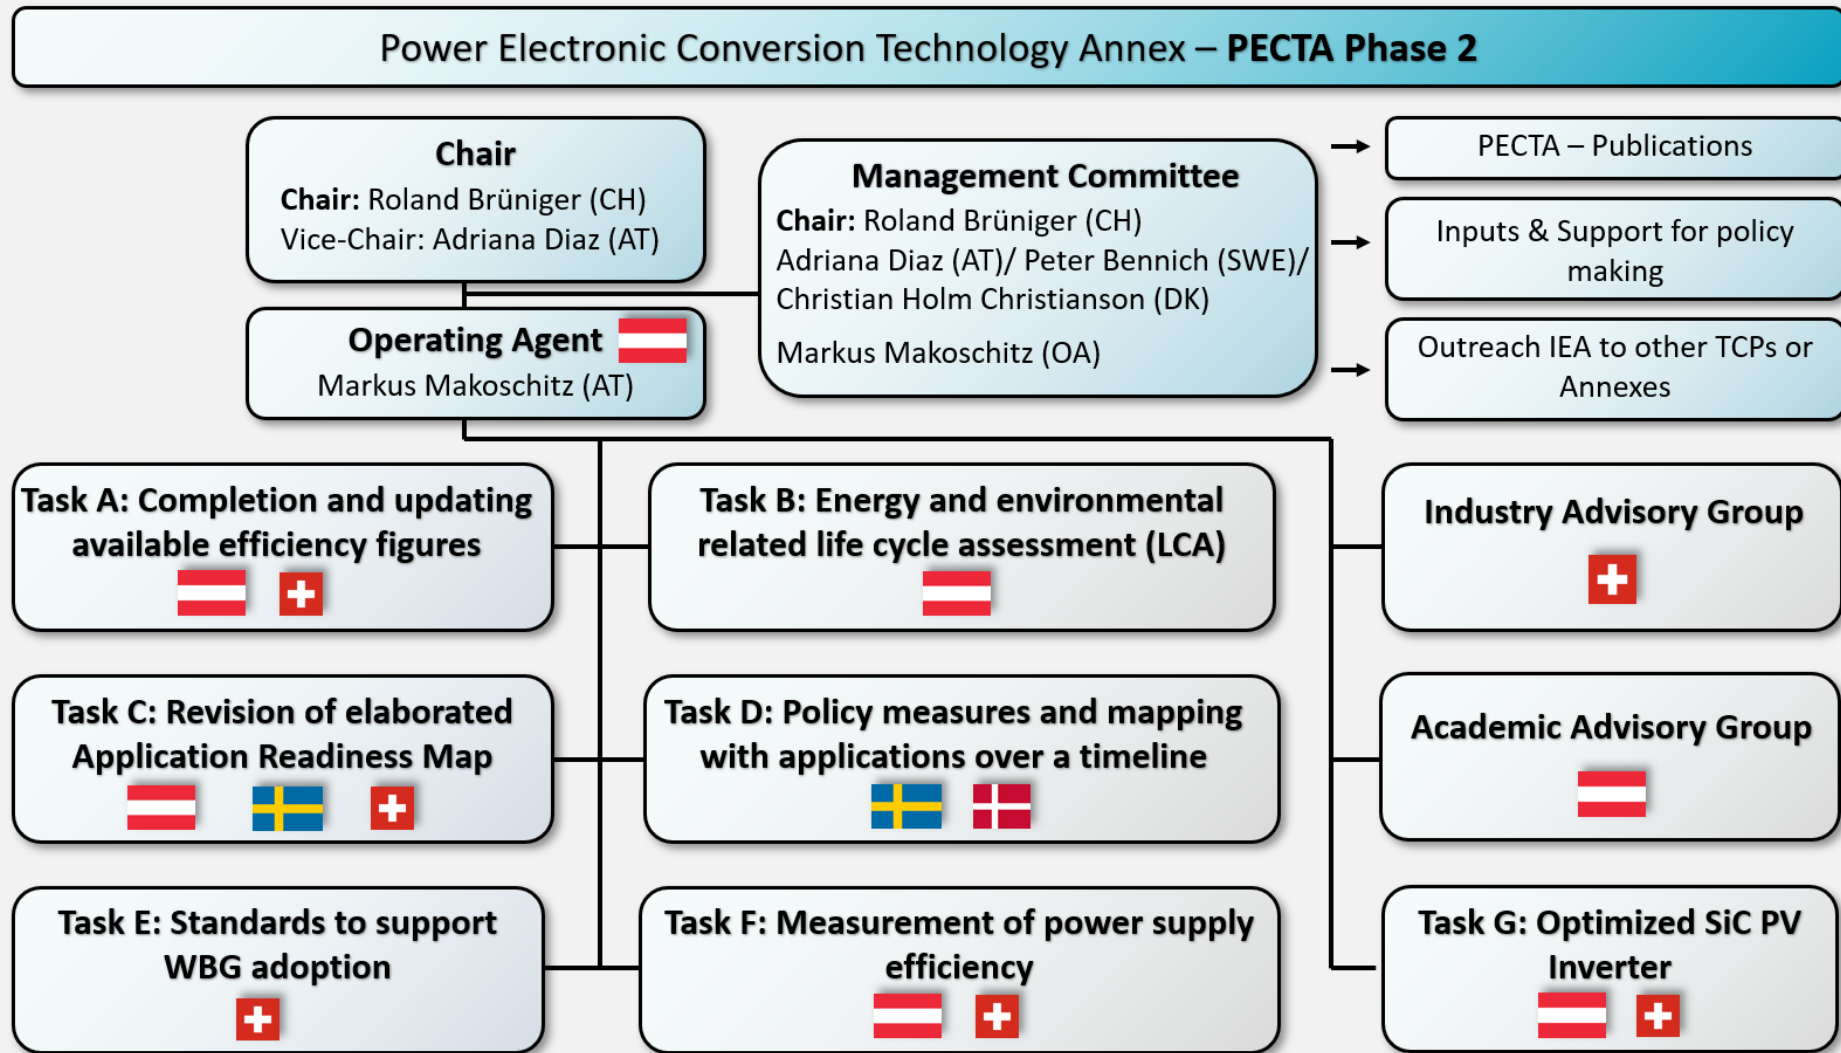 Power Electronic Conversion Technology Annex – PECTA Phase 2
Chair
Chair: Roland Brüniger (CH)
Vice-Chair: Adriana Diaz (AT)
Management Committee
Chair: Roland Brüniger (CH)
Adriana Diaz (AT)/ Peter Bennich (SWE)/
Christian Holm Christianson (DK)
Markus Makoschitz (OA)
PECTA – Publications
Inputs & Support for policy
making
Outreach IEA to other TCPs or
Annexes
Operating Agent
Markus Makoschitz (AT)
Task A: Completion and updating
available efficiency figures
Task B: Energy and environmental
related life cycle assessment (LCA)
Industry Advisory Group
Task C: Revision of elaborated
Application Readiness Map
Task D: Policy measures and mapping
with applications over a timeline
Academic Advisory Group
Task E: Standards to support
WBG adoption
Task F: Measurement of power supply
efficiency
Task G: Optimized SiC PV
Inverter